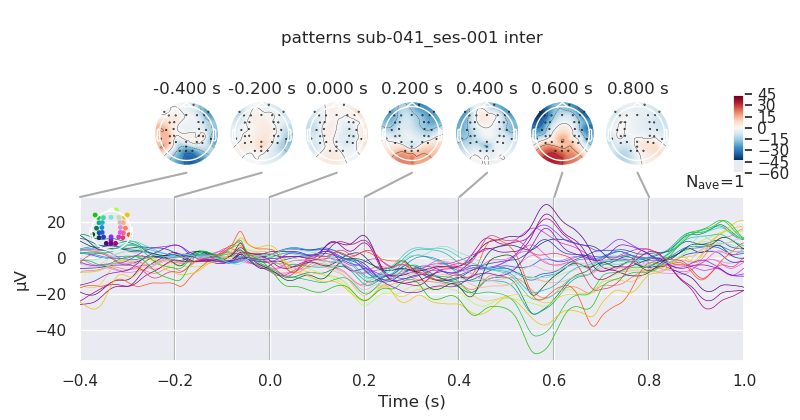 patterns sub-041_ses-001 inter
-0.400 s -0.200 s 0.000 s 0.200 s 0.400 s 0.600 s 0.800 s
45
30
15
0
−15
−30
−45
−60
Nave=1
20
0
−20
−40
µV
−0.4 −0.2 0.0 0.2 0.4 0.6 0.8 1.0
Time (s)